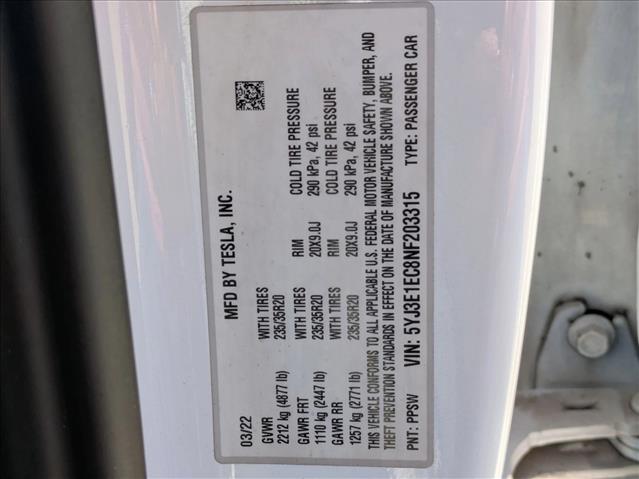 MFD BY TESLA, INC.
03/22
GVWR WITH TIRES RIM COLD TIRE PRESSURE
2212 kg (4877 lb) 235/35R20 20X9.0J 290 kPa, 42 psi
GAWR FRT WITH TIRES RIM COLD TIRE PRESSURE
1110 kg (2447 lb) 235/35R20 20X9.0J 290 kPa, 42 psi
GAWR RR
1257 kg (2771 lb) 235/35R20
THIS VEHICLE CONFORMS TO ALL APPLICABLE U.S. FEDERAL MOTOR VEHICLE SAFETY, BUMPER, AND
THEFT PREVENTION STANDARDS IN EFFECT ON THE DATE OF MANUFACTURE SHOWN ABOVE.
PNT: PPSW VIN: 5YJ3E1EC8NF203315 TYPE: PASSENGER CAR